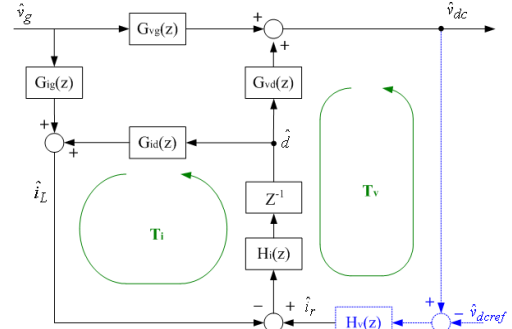 v̂g
Gvg(z)
+
+
v̂dc
Gig(z)
Gvd(z)
+
+
Gid(z)
d̂
îL
Z-1
Tv
Ti
Hi(z)
−
+
îr
Hv(z)
+
−
v̂dcref